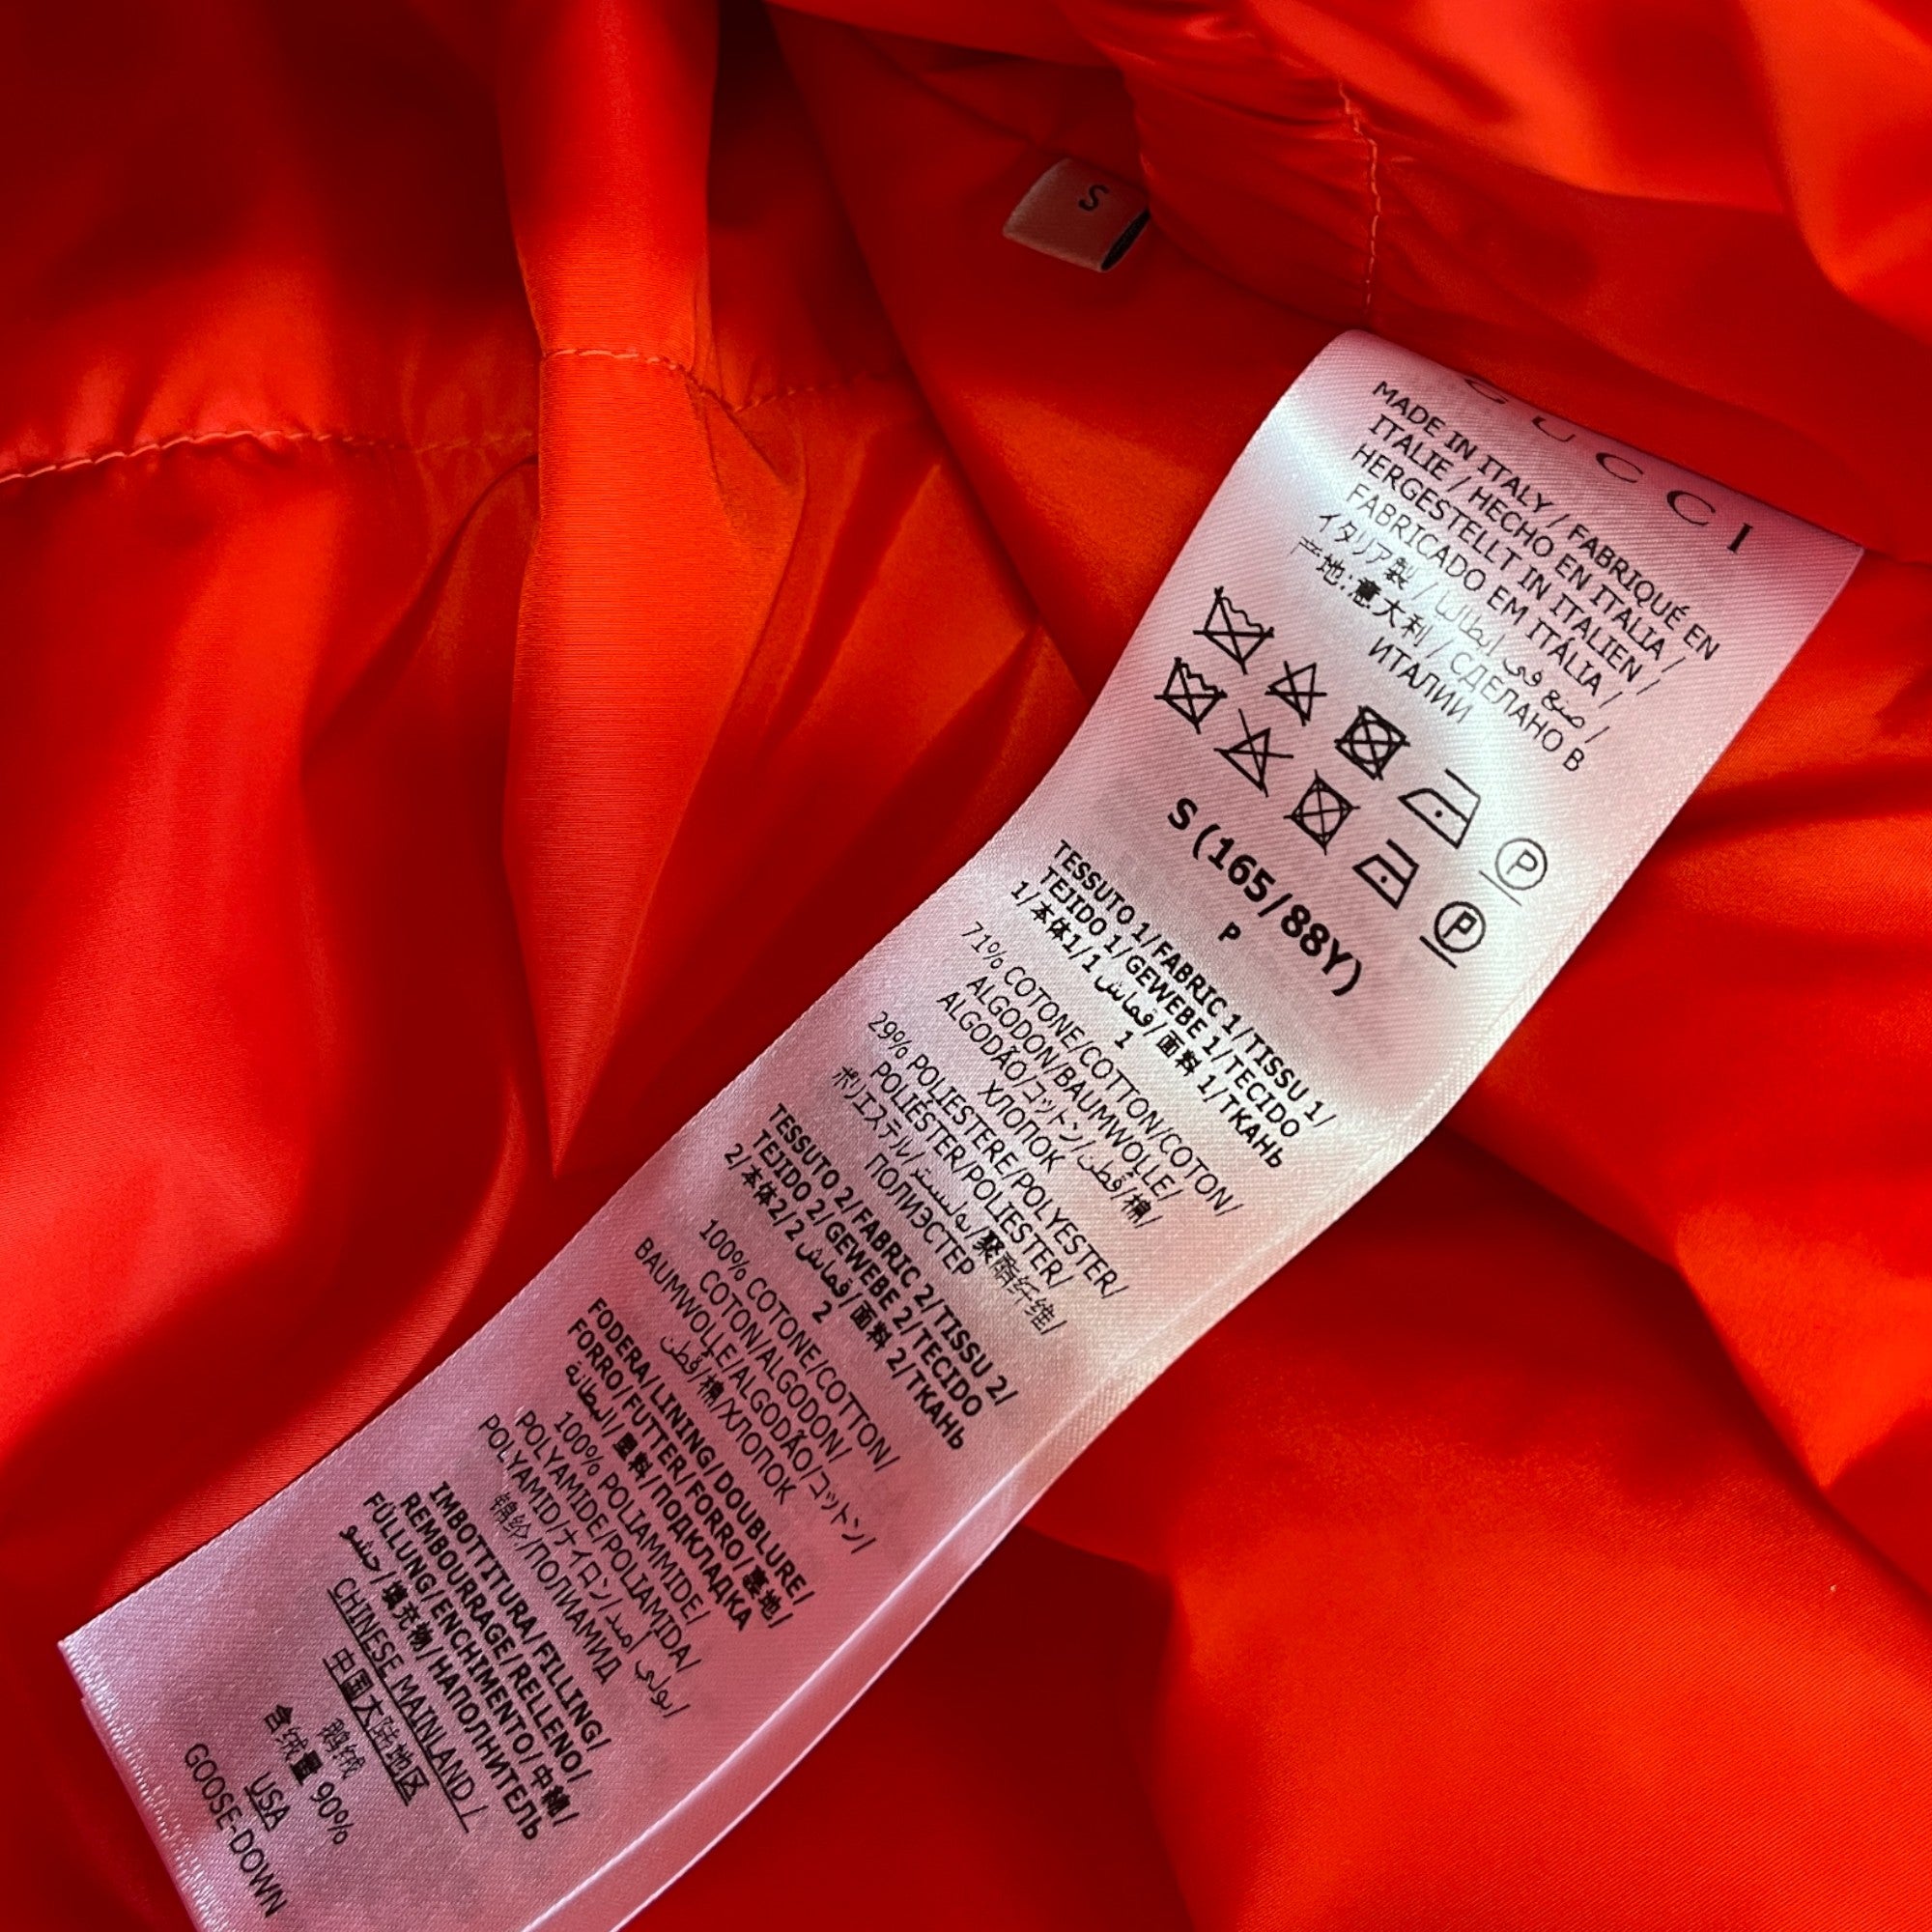 S
GUCCI
MADE IN ITALY / FABRIQUÉ EN
ITALIE / HECHO EN ITALIA /
HERGESTELLT IN ITALIEN /
FABRICADO EM ITÁLIA /
イタリア製 / صنع في إيطاليا /
产地:意大利 / СДЕЛАНО В
ИТАЛИИ
P
P
S (165/88Y)
P
TESSUTO 1/FABRIC 1/TISSU 1/
TEJIDO 1/GEWEBE 1/TECIDO
1/本体1/1 قماش/面料 1/ТКАНЬ
1
71% COTONE/COTTON/COTON/
ALGODON/BAUMWOLLE/
ALGODÃO/コットン/قطن/棉/
ХЛОПОК
29% POLIESTERE/POLYESTER/
POLIÉSTER/POLIESTER/
ポリエステル/بوليستر/聚酯纤维/
ПОЛИЭСТЕР
TESSUTO 2/FABRIC 2/TISSU 2/
TEJIDO 2/GEWEBE 2/TECIDO
2/本体2/2 قماش/面料 2/ТКАНЬ
2
100% COTONE/COTTON/
COTON/ALGODON/
BAUMWOLLE/ALGODÃO/コットン/
قطن/棉/ХЛОПОК
FODERA/LINING/DOUBLURE/
FORRO/FUTTER/FORRO/裏地/
البطانة/里料/ПОДКЛАДКА
100% POLIAMMIDE/
POLYAMIDE/POLIAMIDA/
POLYAMID/ナイロン/بولي أميد/
锦纶/ПОЛИАМИД
IMBOTTITURA/FILLING/
REMBOURRAGE/RELLENO/
FÜLLUNG/ENCHIMENTO/中綿/
حشو/填充物/НАПОЛНИТЕЛЬ
CHINESE MAINLAND /
中国大陆地区
鹅绒
含绒量 90%
USA
GOOSE-DOWN